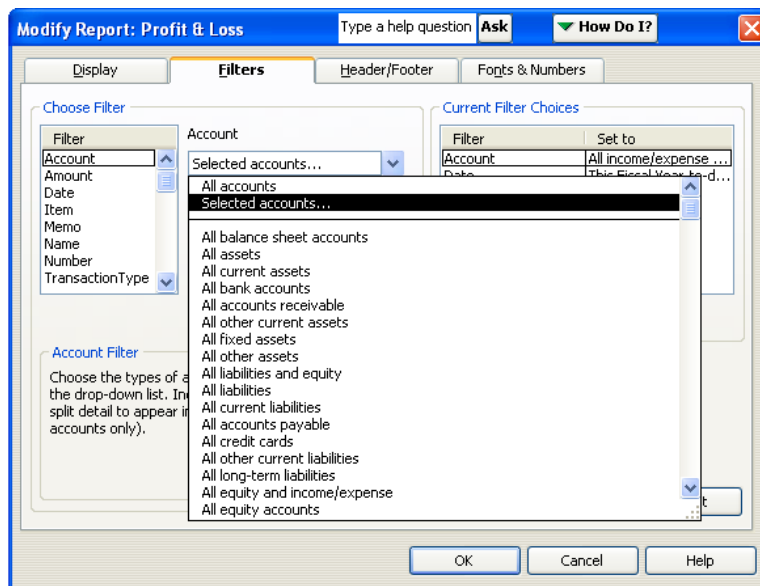 Modify Report: Profit & Loss
Type a help question
Ask
How Do I?
Display
Filters
Header/Footer
Fonts & Numbers
Choose Filter
Filter
Account
Amount
Date
Item
Memo
Name
Number
TransactionType
Account
Selected accounts...
All accounts
Selected accounts...
All balance sheet accounts
All assets
All current assets
All bank accounts
All accounts receivable
All other current assets
All fixed assets
All other assets
All liabilities and equity
All liabilities
All current liabilities
All accounts payable
All credit cards
All other current liabilities
All long-term liabilities
All equity and income/expense
All equity accounts
Current Filter Choices
Filter Set to
Account All income/expense ...
Date This Fiscal Year-to-d...
Account Filter
Choose the types of a
the drop-down list. In
split detail to appear i
accounts only).
t
OK
Cancel
Help